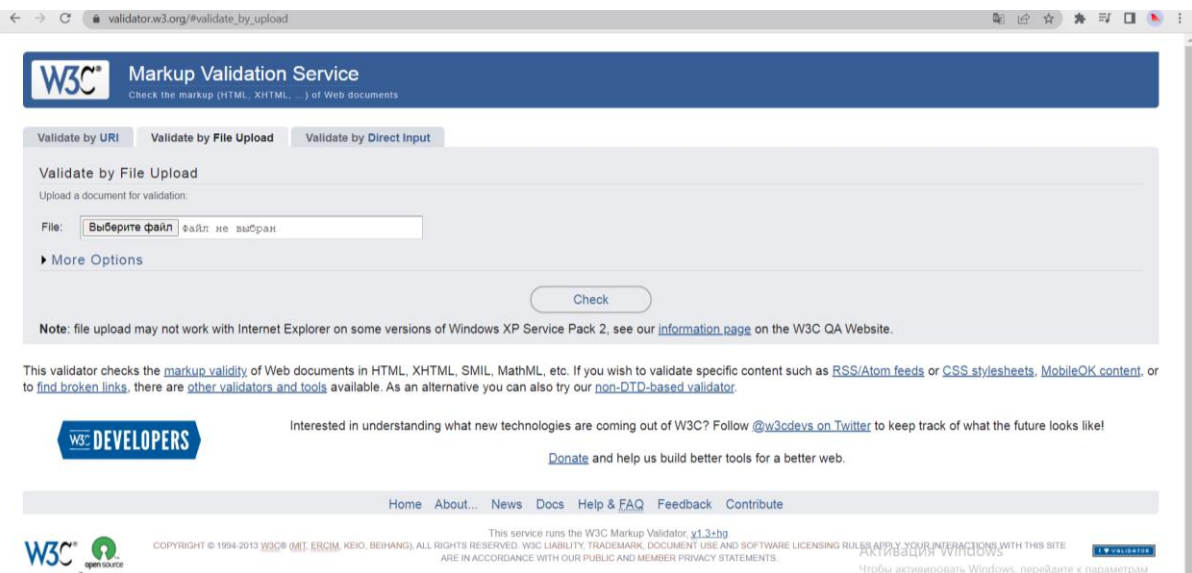 validator.w3.org/#validate_by_upload
W3C®
Markup Validation Service
Check the markup (HTML, XHTML, ...) of Web documents
Validate by URI Validate by File Upload Validate by Direct Input
Validate by File Upload
Upload a document for validation:
File: Выберите файл Файл не выбран
More Options
Check
Note: file upload may not work with Internet Explorer on some versions of Windows XP Service Pack 2, see our information page on the W3C QA Website.
This validator checks the markup validity of Web documents in HTML, XHTML, SMIL, MathML, etc. If you wish to validate specific content such as RSS/Atom feeds or CSS stylesheets, MobileOK content, or
to find broken links, there are other validators and tools available. As an alternative you can also try our non-DTD-based validator.
W3C DEVELOPERS
Interested in understanding what new technologies are coming out of W3C? Follow @w3cdevs on Twitter to keep track of what the future looks like!
Donate and help us build better tools for a better web.
Home About... News Docs Help & FAQ Feedback Contribute
W3C®
open source
This service runs the W3C Markup Validator, v1.3+hg.
COPYRIGHT © 1994-2013 W3C® (MIT, ERCIM, KEIO, BEIHANG), ALL RIGHTS RESERVED. W3C LIABILITY, TRADEMARK, DOCUMENT USE AND SOFTWARE LICENSING RULES APPLY. YOUR INTERACTIONS WITH THIS SITE
ARE IN ACCORDANCE WITH OUR PUBLIC AND MEMBER PRIVACY STATEMENTS.
I ♥ VALIDATOR
Активация Windows
Чтобы активировать Windows, перейдите к параметрам